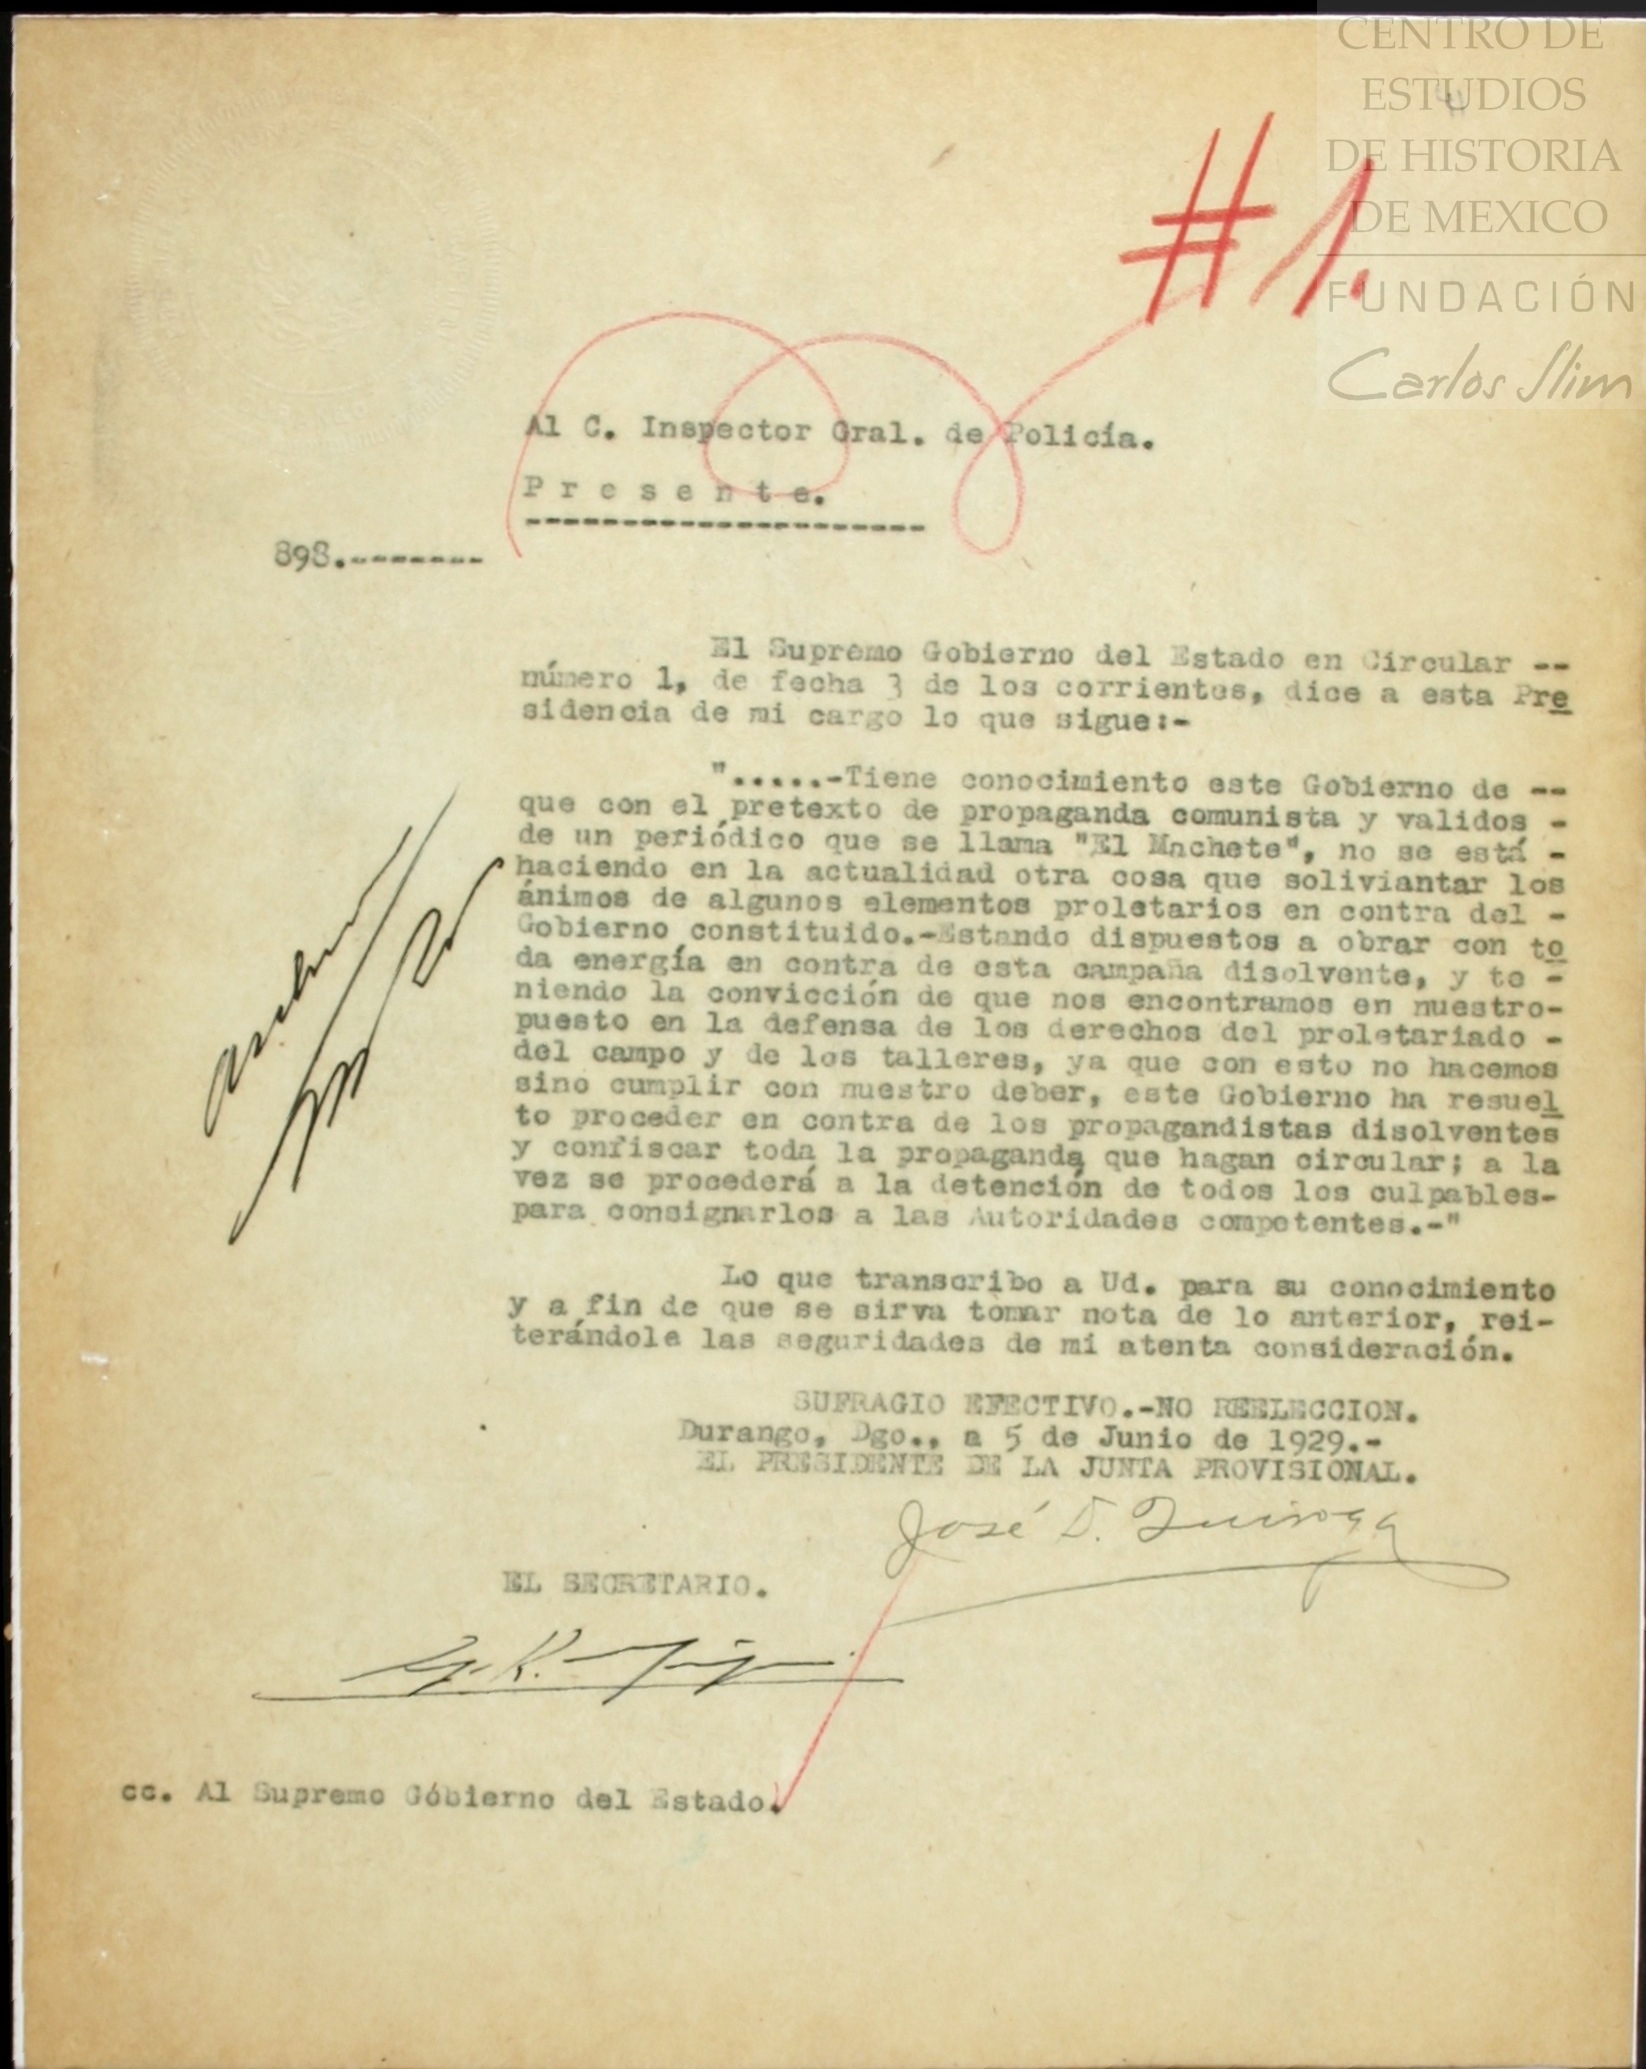 CENTRO DE
ESTUDIOS
DE HISTORIA
DE MEXICO
FUNDACIÓN
Carlos Slim
#1.
Al C. Inspector Gral. de Policía.
P r e s e n t e.
---------------------
898.--------
El Supremo Gobierno del Estado en Circular --
número 1, de fecha 3 de los corrientes, dice a esta Pre
sidencia de mi cargo lo que sigue:-
".....-Tiene conocimiento este Gobierno de --
que con el pretexto de propaganda comunista y validos -
de un periódico que se llama "El Machete", no se está -
haciendo en la actualidad otra cosa que soliviantar los
ánimos de algunos elementos proletarios en contra del -
Gobierno constituido.-Estando dispuestos a obrar con to
da energía en contra de esta campaña disolvente, y te -
niendo la convicción de que nos encontramos en nuestro-
puesto en la defensa de los derechos del proletariado -
del campo y de los talleres, ya que con esto no hacemos
sino cumplir con nuestro deber, este Gobierno ha resuel
to proceder en contra de los propagandistas disolventes
y confiscar toda la propaganda que hagan circular; a la
vez se procederá a la detención de todos los culpables-
para consignarlos a las Autoridades competentes.-"
Lo que transcribo a Ud. para su conocimiento
y a fin de que se sirva tomar nota de lo anterior, rei-
terándole las seguridades de mi atenta consideración.
SUFRAGIO EFECTIVO.-NO REELECCION.
Durango, Dgo., a 5 de Junio de 1929.-
EL PRESIDENTE DE LA JUNTA PROVISIONAL.
José D. Quiroga
EL SECRETARIO.
cc. Al Supremo Góbierno del Estado.